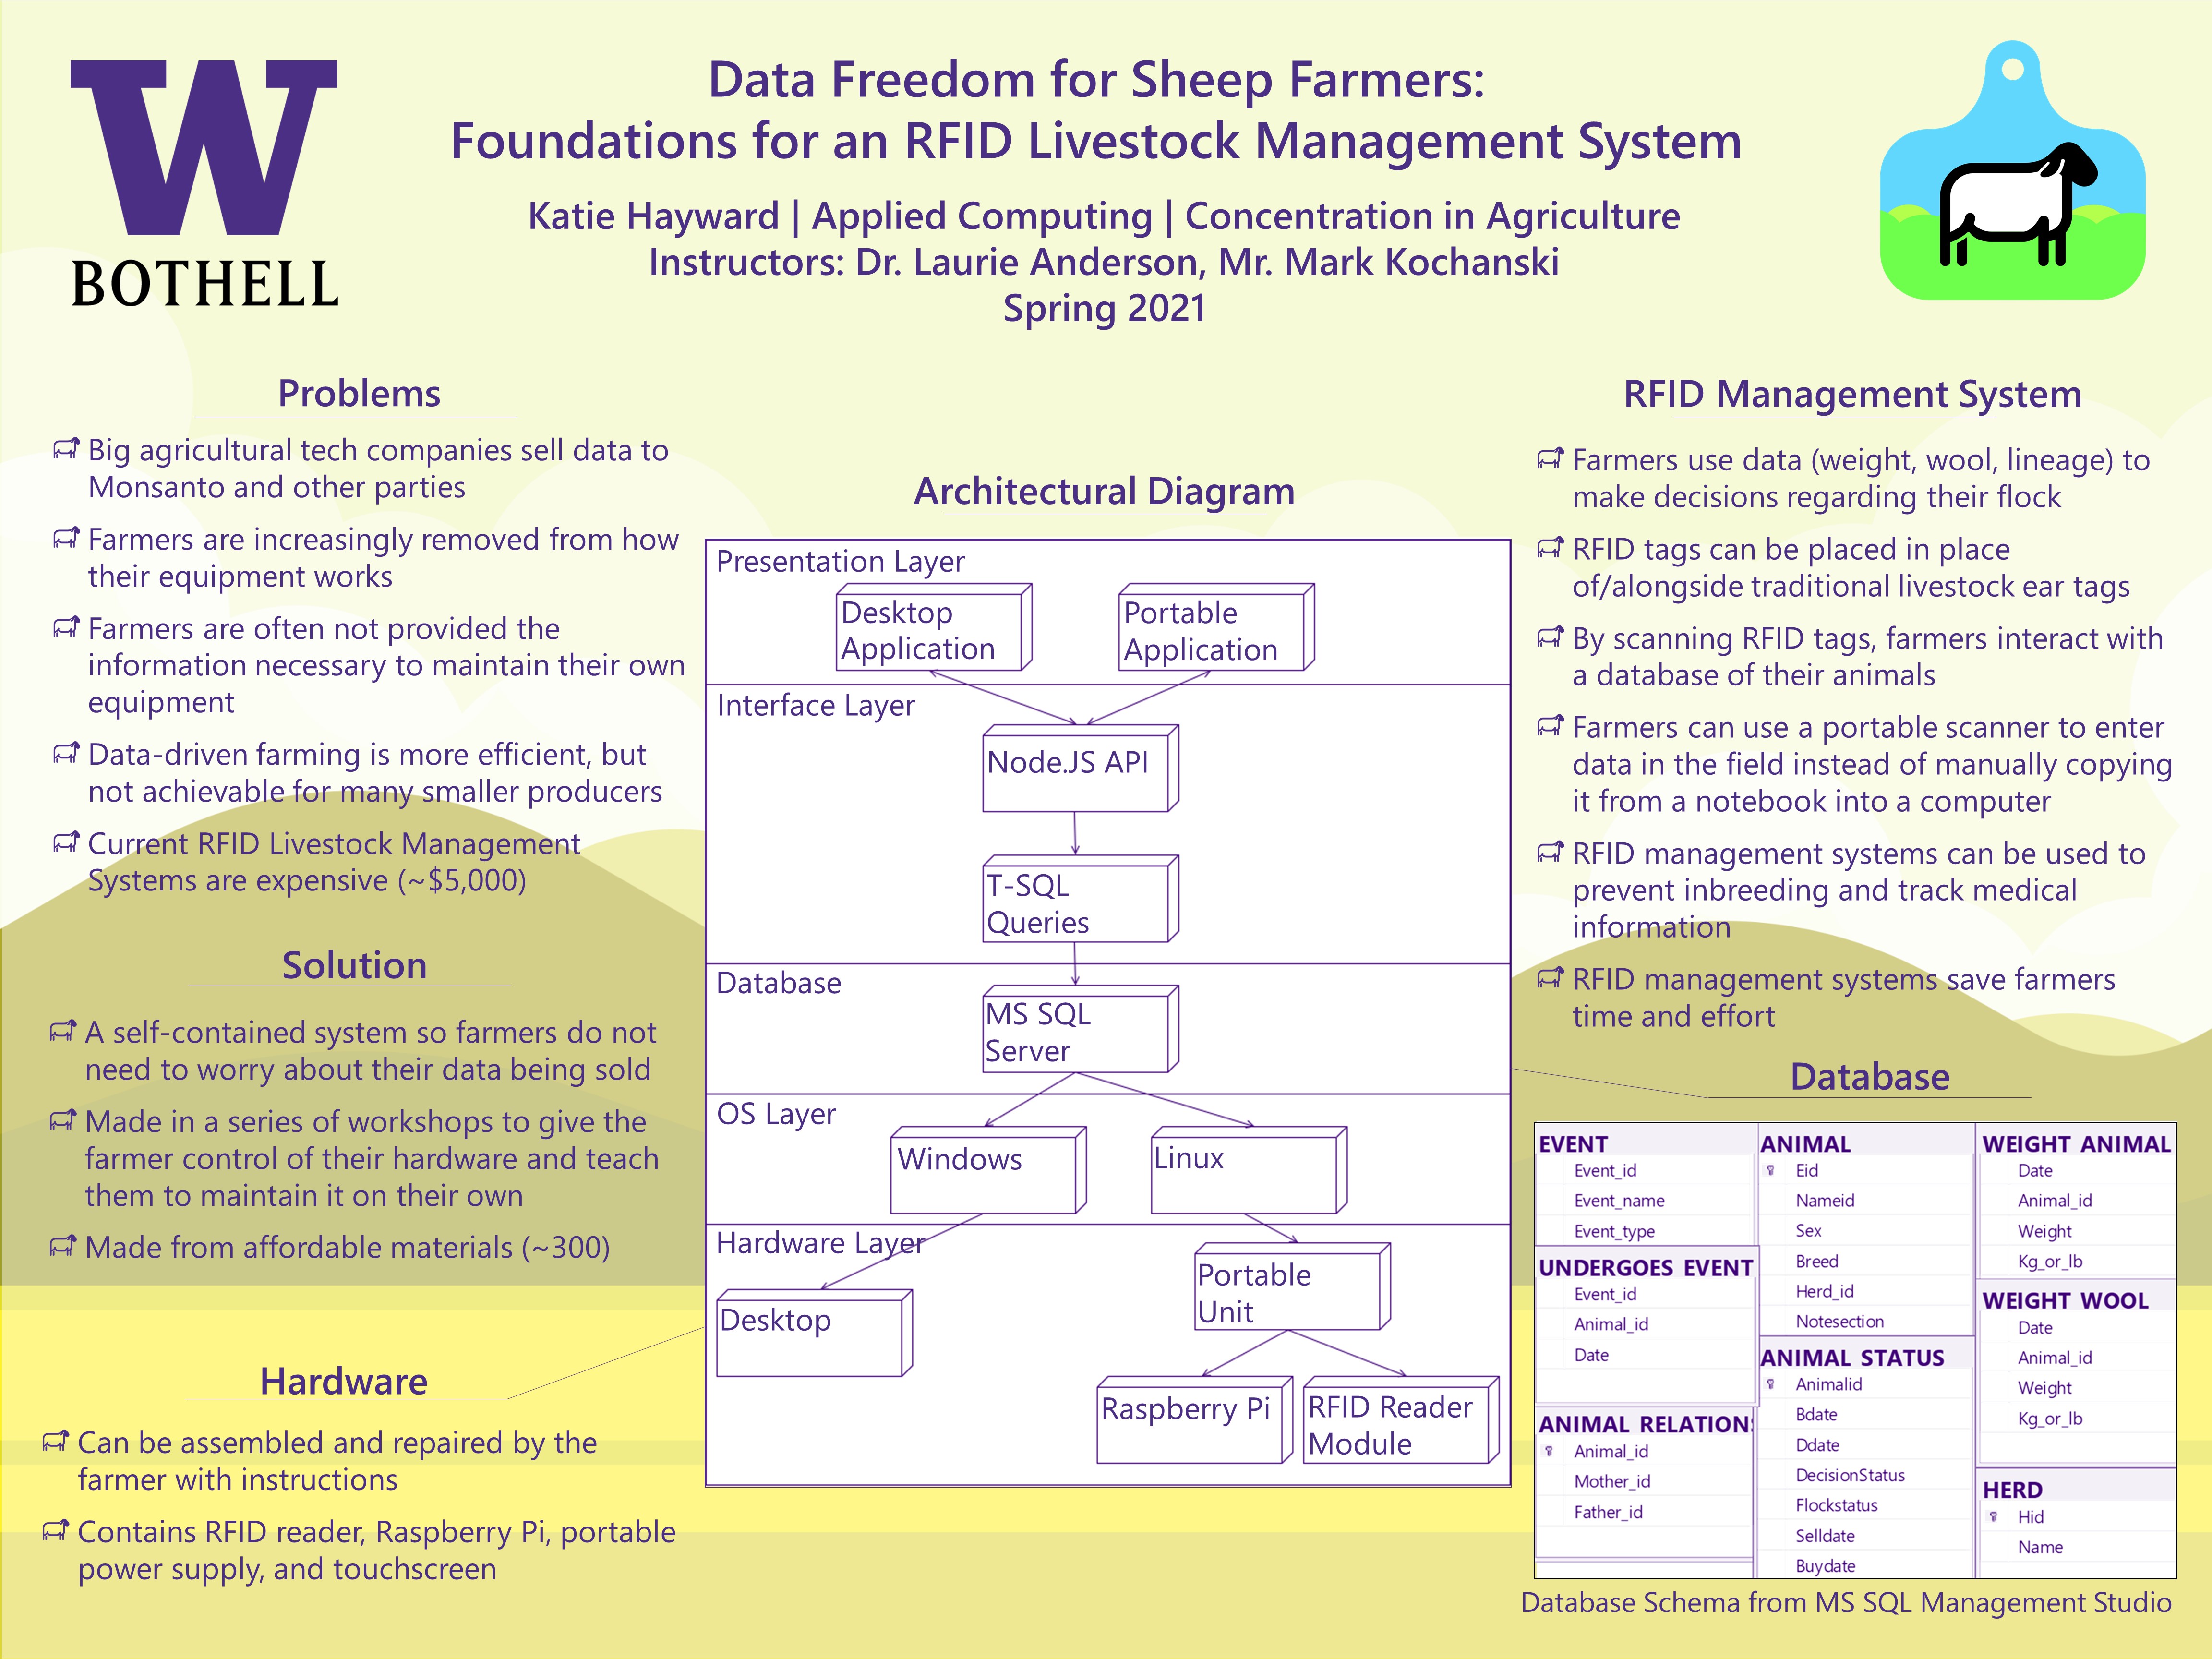 W
BOTHELL
Data Freedom for Sheep Farmers:
Foundations for an RFID Livestock Management System
Katie Hayward | Applied Computing | Concentration in Agriculture
Instructors: Dr. Laurie Anderson, Mr. Mark Kochanski
Spring 2021
Problems
Big agricultural tech companies sell data to
Monsanto and other parties
Farmers are increasingly removed from how
their equipment works
Farmers are often not provided the
information necessary to maintain their own
equipment
Data-driven farming is more efficient, but
not achievable for many smaller producers
Current RFID Livestock Management
Systems are expensive (~$5,000)
Solution
A self-contained system so farmers do not
need to worry about their data being sold
Made in a series of workshops to give the
farmer control of their hardware and teach
them to maintain it on their own
Made from affordable materials (~300)
Hardware
Can be assembled and repaired by the
farmer with instructions
Contains RFID reader, Raspberry Pi, portable
power supply, and touchscreen
Architectural Diagram
Presentation Layer
Desktop
Application
Portable
Application
Interface Layer
Node.JS API
T-SQL
Queries
Database
MS SQL
Server
OS Layer
Windows
Linux
Hardware Layer
Desktop
Portable
Unit
Raspberry Pi
RFID Reader
Module
RFID Management System
Farmers use data (weight, wool, lineage) to
make decisions regarding their flock
RFID tags can be placed in place
of/alongside traditional livestock ear tags
By scanning RFID tags, farmers interact with
a database of their animals
Farmers can use a portable scanner to enter
data in the field instead of manually copying
it from a notebook into a computer
RFID management systems can be used to
prevent inbreeding and track medical
information
RFID management systems save farmers
time and effort
Database
EVENT
Event_id
Event_name
Event_type
UNDERGOES EVENT
Event_id
Animal_id
Date
ANIMAL RELATIONS
Animal_id
Mother_id
Father_id
ANIMAL
Eid
Nameid
Sex
Breed
Herd_id
Notesection
ANIMAL STATUS
Animalid
Bdate
Ddate
DecisionStatus
Flockstatus
Selldate
Buydate
WEIGHT ANIMAL
Date
Animal_id
Weight
Kg_or_lb
WEIGHT WOOL
Date
Animal_id
Weight
Kg_or_lb
HERD
Hid
Name
Database Schema from MS SQL Management Studio